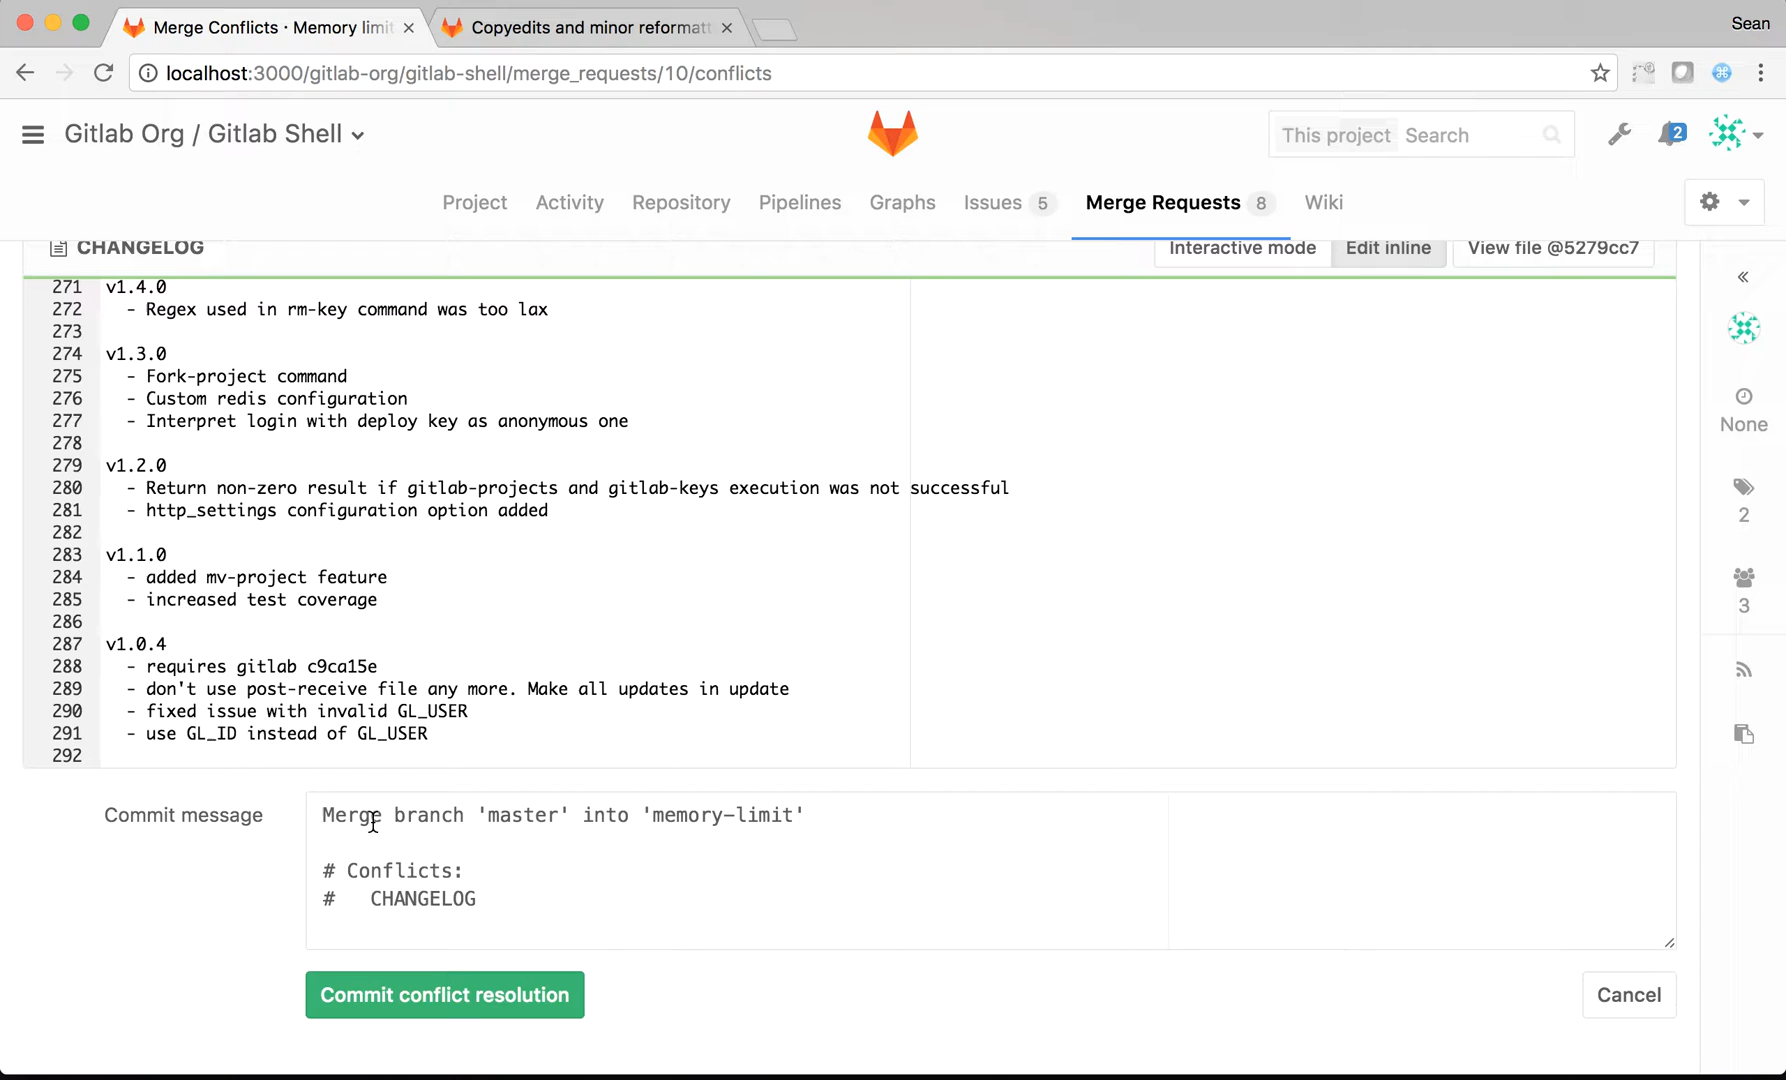 Merge Conflicts · Memory limit
Copyedits and minor reformatt
Sean
localhost:3000/gitlab-org/gitlab-shell/merge_requests/10/conflicts
Gitlab Org / Gitlab Shell
This project Search
2
Project Activity Repository Pipelines Graphs Issues 5 Merge Requests 8 Wiki
CHANGELOG
Interactive mode Edit inline View file @5279cc7
271 v1.4.0
272 - Regex used in rm-key command was too lax
273
274 v1.3.0
275 - Fork-project command
276 - Custom redis configuration
277 - Interpret login with deploy key as anonymous one
278
279 v1.2.0
280 - Return non-zero result if gitlab-projects and gitlab-keys execution was not successful
281 - http_settings configuration option added
282
283 v1.1.0
284 - added mv-project feature
285 - increased test coverage
286
287 v1.0.4
288 - requires gitlab c9ca15e
289 - don't use post-receive file any more. Make all updates in update
290 - fixed issue with invalid GL_USER
291 - use GL_ID instead of GL_USER
292
None
2
3
Commit message
Merge branch 'master' into 'memory-limit'
# Conflicts:
# CHANGELOG
Commit conflict resolution
Cancel